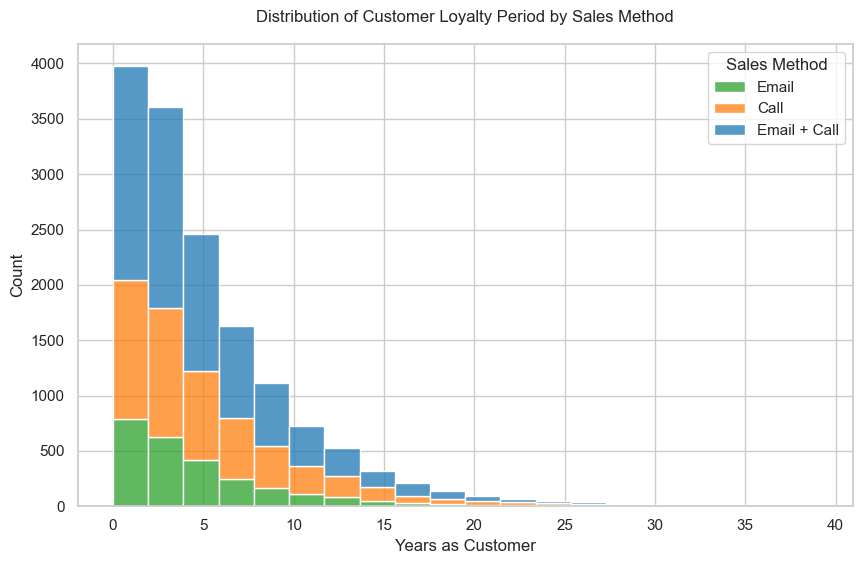 Distribution of Customer Loyalty Period by Sales Method
Sales Method
Email
Call
Email + Call
4000
3500
3000
2500
2000
1500
1000
500
0
Count
0 5 10 15 20 25 30 35 40
Years as Customer